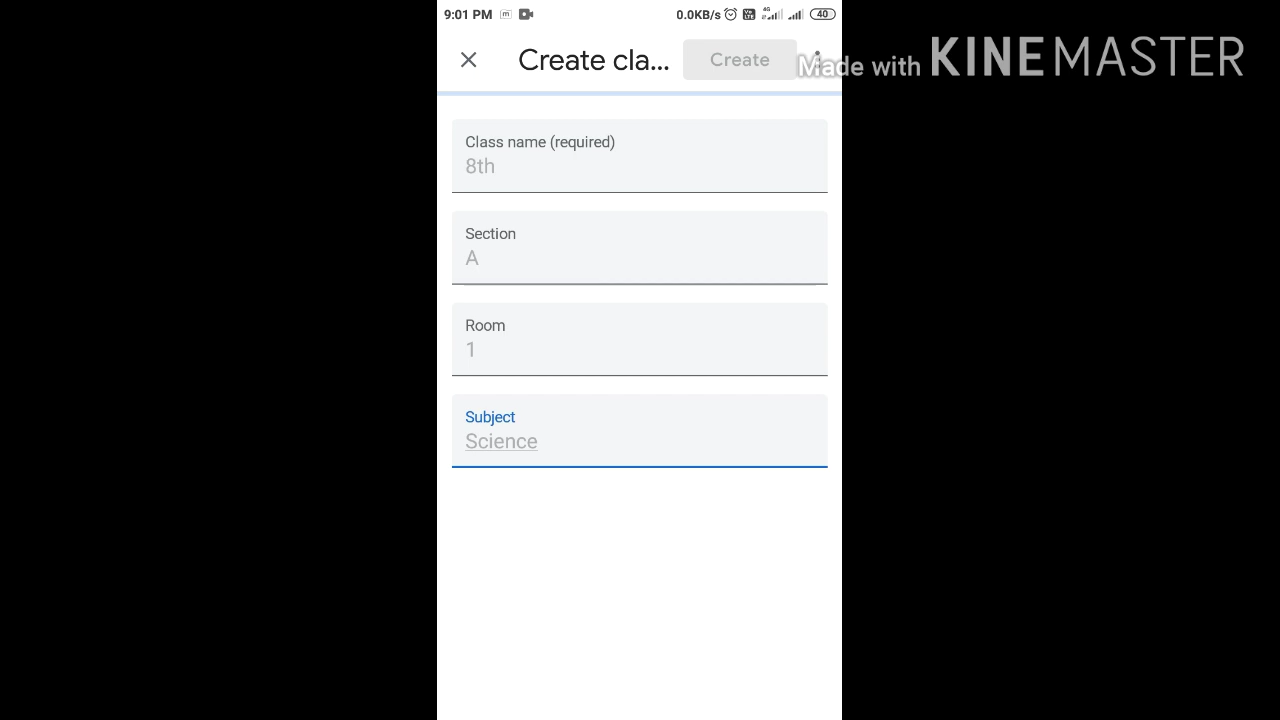 9:01 PM
0.0KB/s
4G
40
Create cla...
Create
Made with KINEMASTER
Class name (required)
8th
Section
A
Room
1
Subject
Science